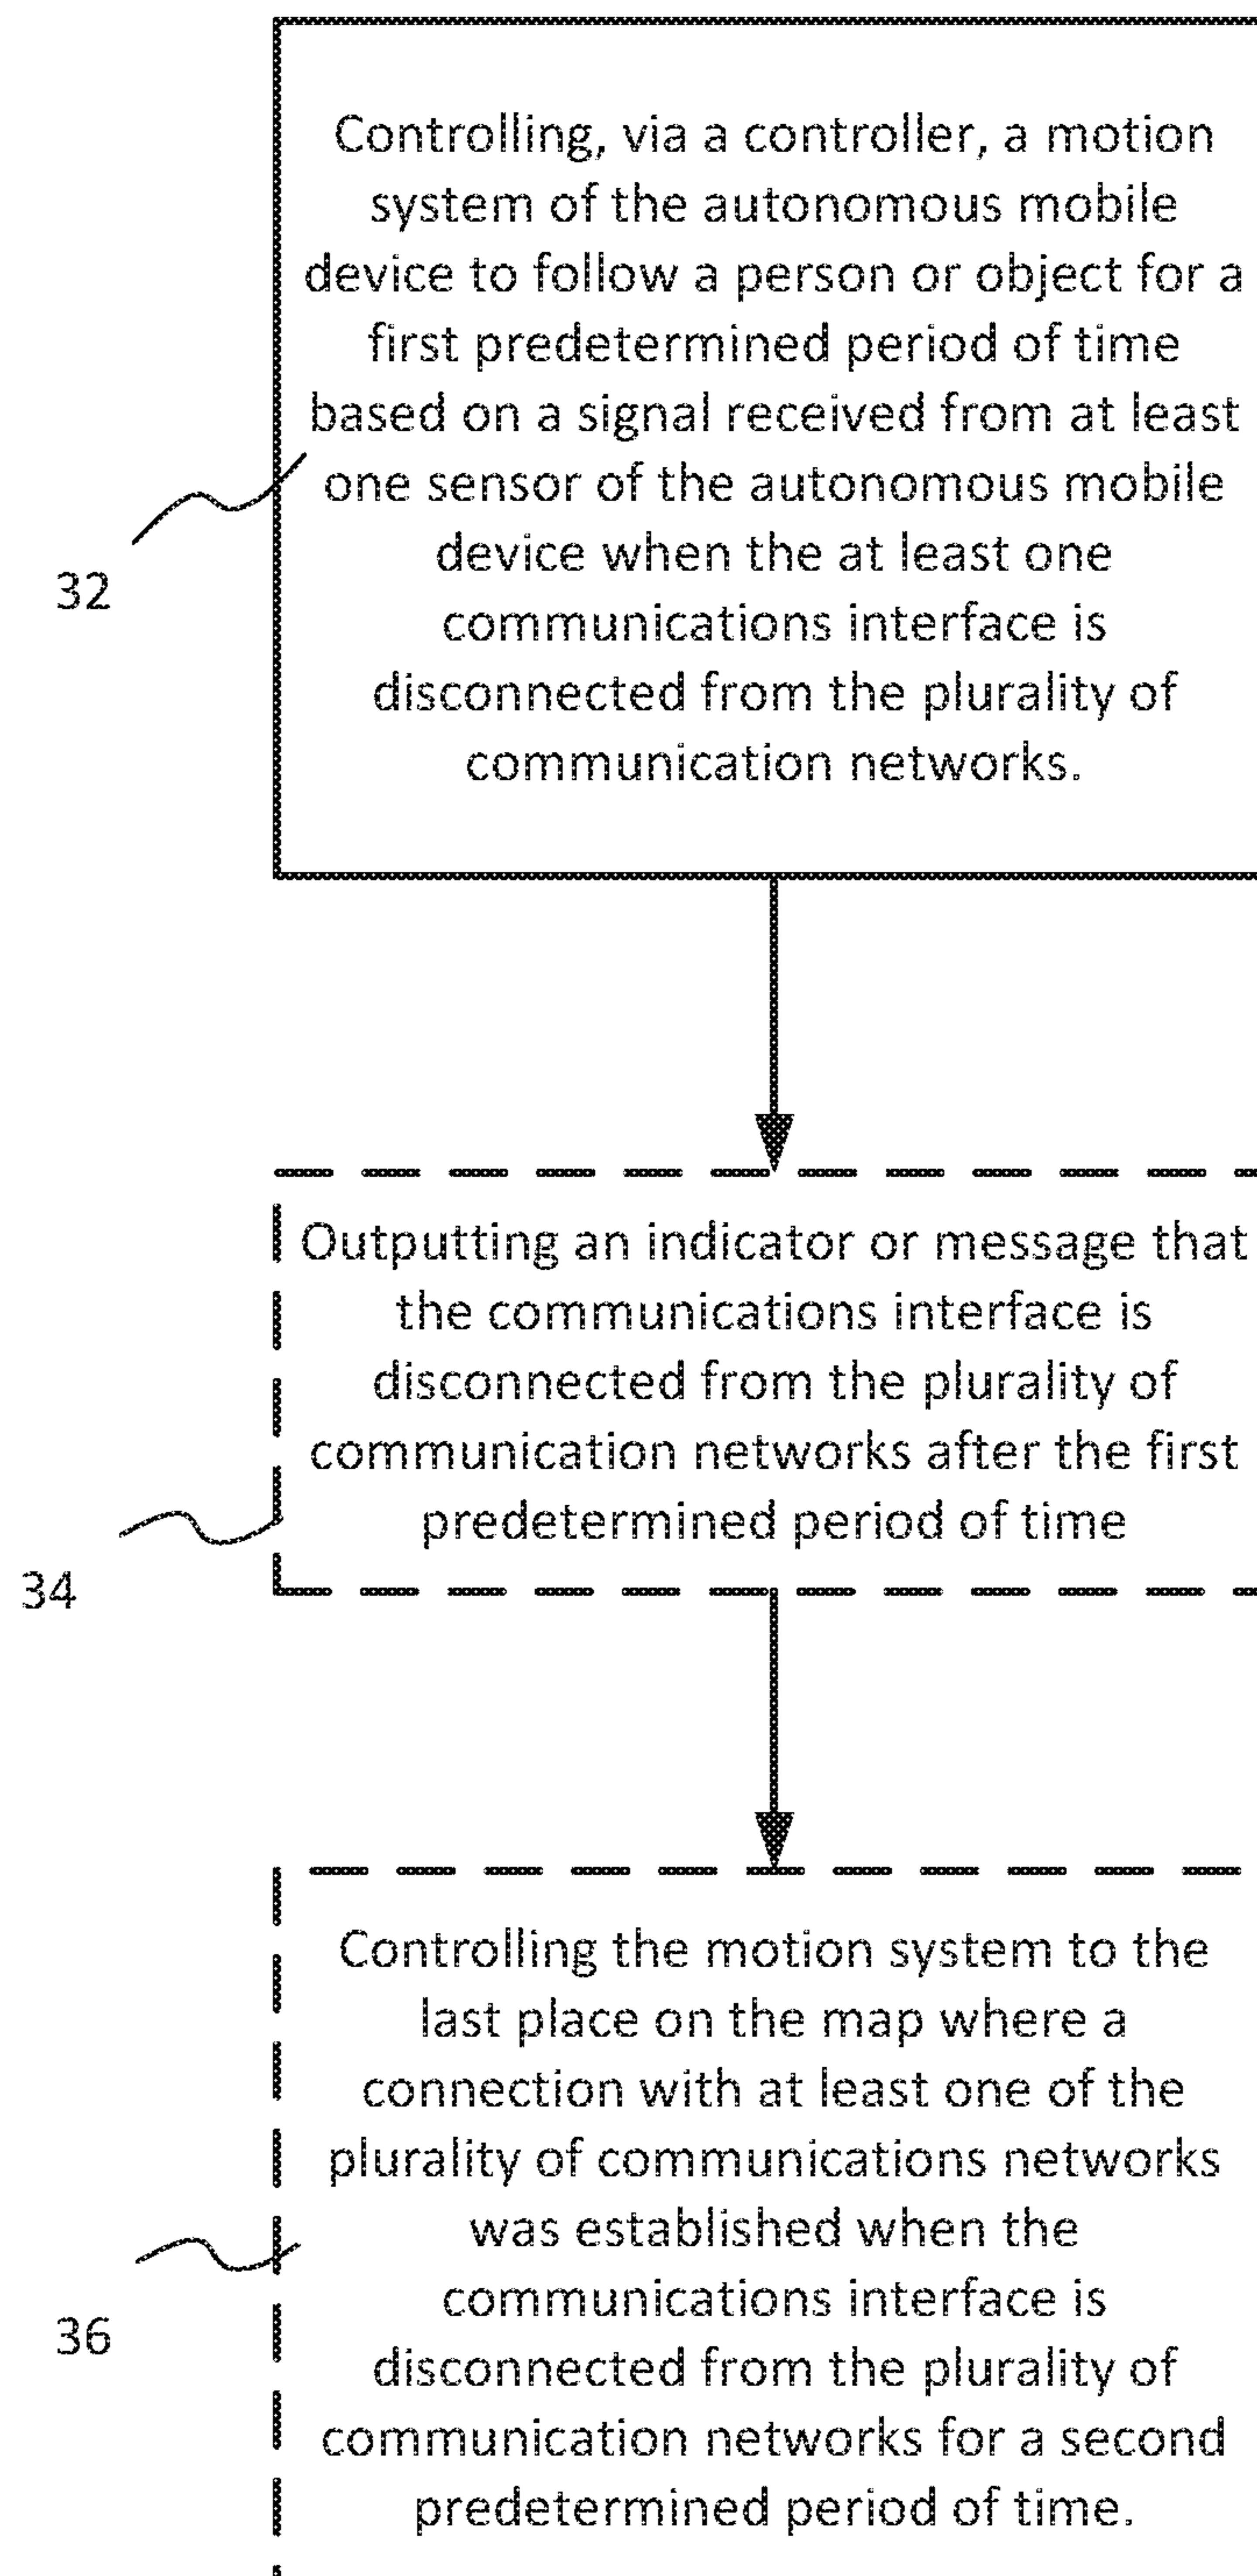 Controlling, via a controller, a motion
system of the autonomous mobile
device to follow a person or object for a
first predetermined period of time
based on a signal received from at least
one sensor of the autonomous mobile
device when the at least one
communications interface is
disconnected from the plurality of
communication networks.
32
Outputting an indicator or message that
the communications interface is
disconnected from the plurality of
communication networks after the first
predetermined period of time
34
Controlling the motion system to the
last place on the map where a
connection with at least one of the
plurality of communications networks
was established when the
communications interface is
disconnected from the plurality of
communication networks for a second
predetermined period of time.
36